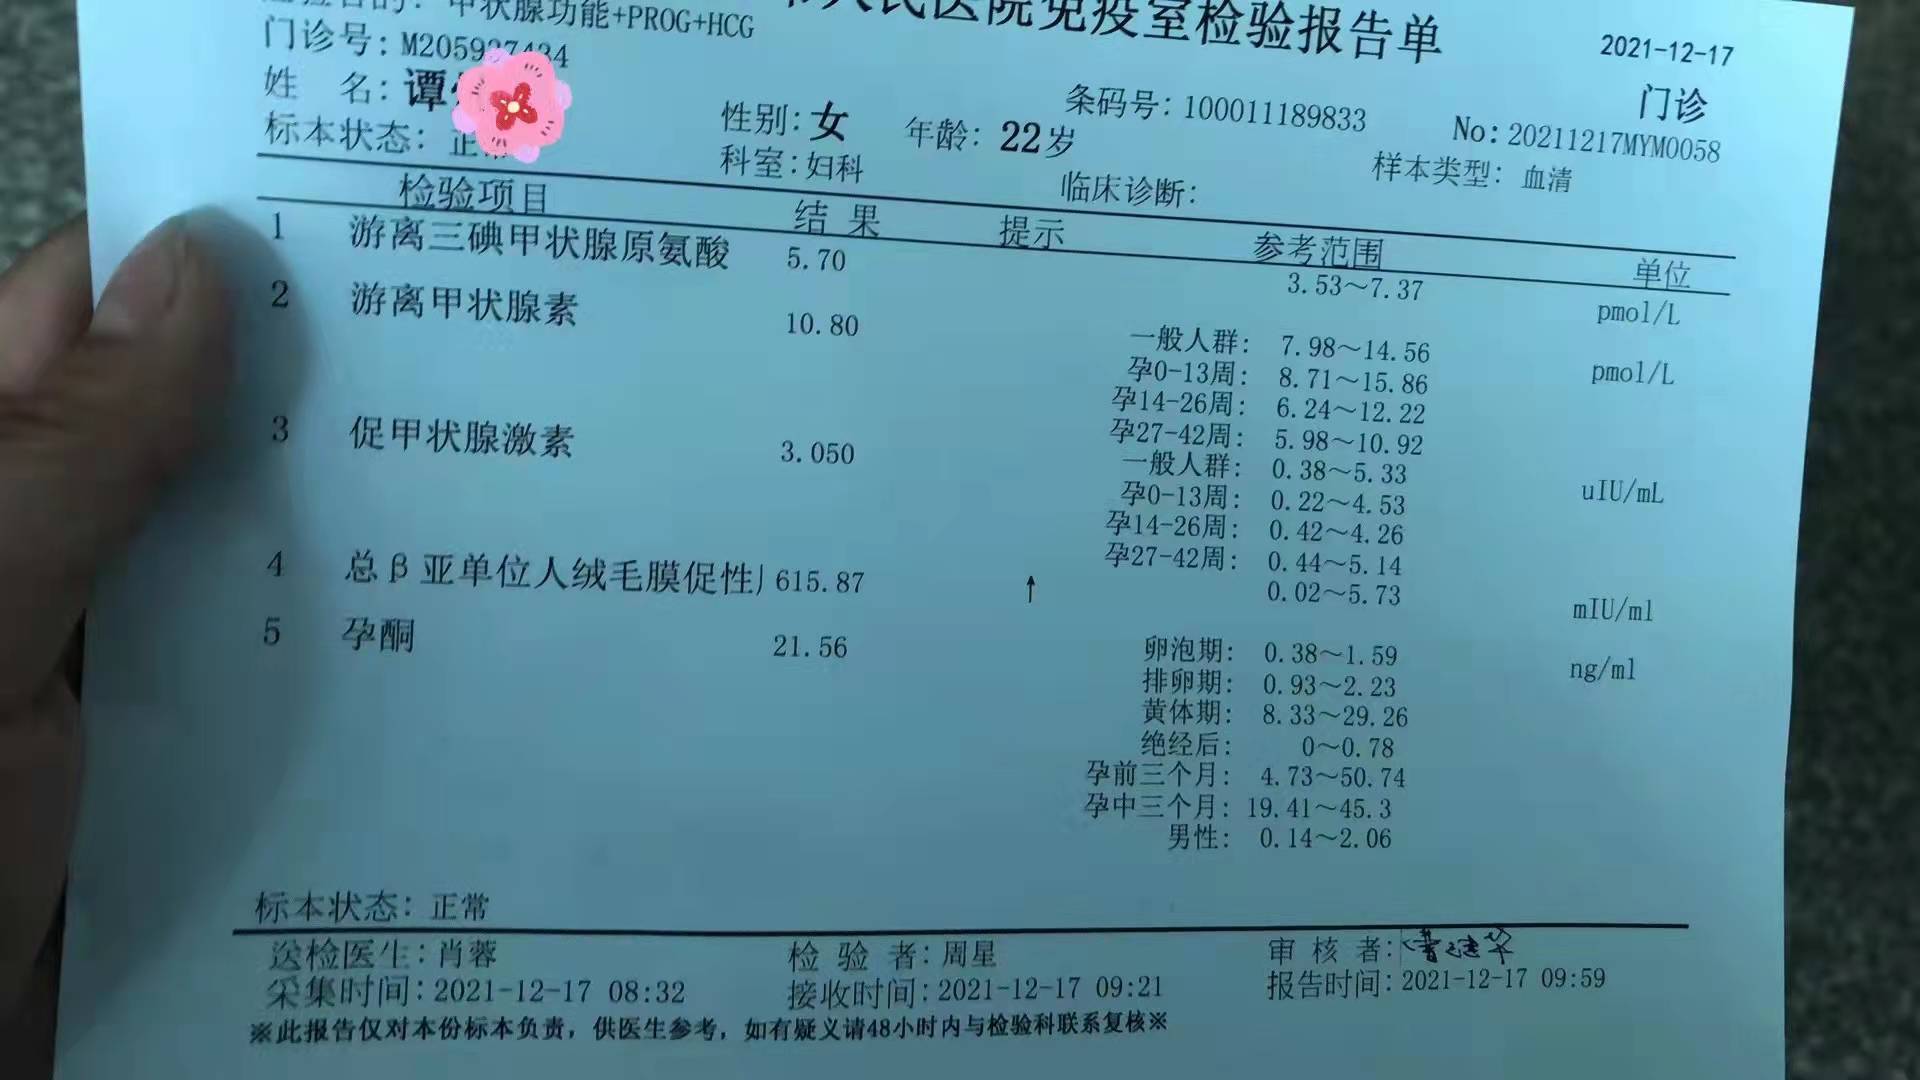 检验目的: 甲状腺功能+PROG+HCG
市人民医院免疫室检验报告单
2021-12-17
门诊号: M205927434
门诊
姓 名: 谭
性别: 女 年龄: 22岁 条码号: 100011189833 No: 20211217MYM0058
标本状态: 正常 科室: 妇科 临床诊断: 样本类型: 血清
检验项目 结 果 提示 参考范围 单位
1 游离三碘甲状腺原氨酸 5.70 3.53~7.37 pmol/L
2 游离甲状腺素 10.80 一般人群: 7.98~14.56 pmol/L
孕0-13周: 8.71~15.86
孕14-26周: 6.24~12.22
孕27-42周: 5.98~10.92
3 促甲状腺激素 3.050 一般人群: 0.38~5.33 uIU/mL
孕0-13周: 0.22~4.53
孕14-26周: 0.42~4.26
孕27-42周: 0.44~5.14
4 总β亚单位人绒毛膜促性 615.87 ↑ 0.02~5.73 mIU/ml
5 孕酮 21.56 卵泡期: 0.38~1.59 ng/ml
排卵期: 0.93~2.23
黄体期: 8.33~29.26
绝经后: 0~0.78
孕前三个月: 4.73~50.74
孕中三个月: 19.41~45.3
男性: 0.14~2.06
标本状态: 正常
送检医生: 肖蓉 检 验 者: 周星 审 核 者:
采集时间: 2021-12-17 08:32 接收时间: 2021-12-17 09:21 报告时间: 2021-12-17 09:59
※此报告仅对本份标本负责，供医生参考，如有疑义请48小时内与检验科联系复核※